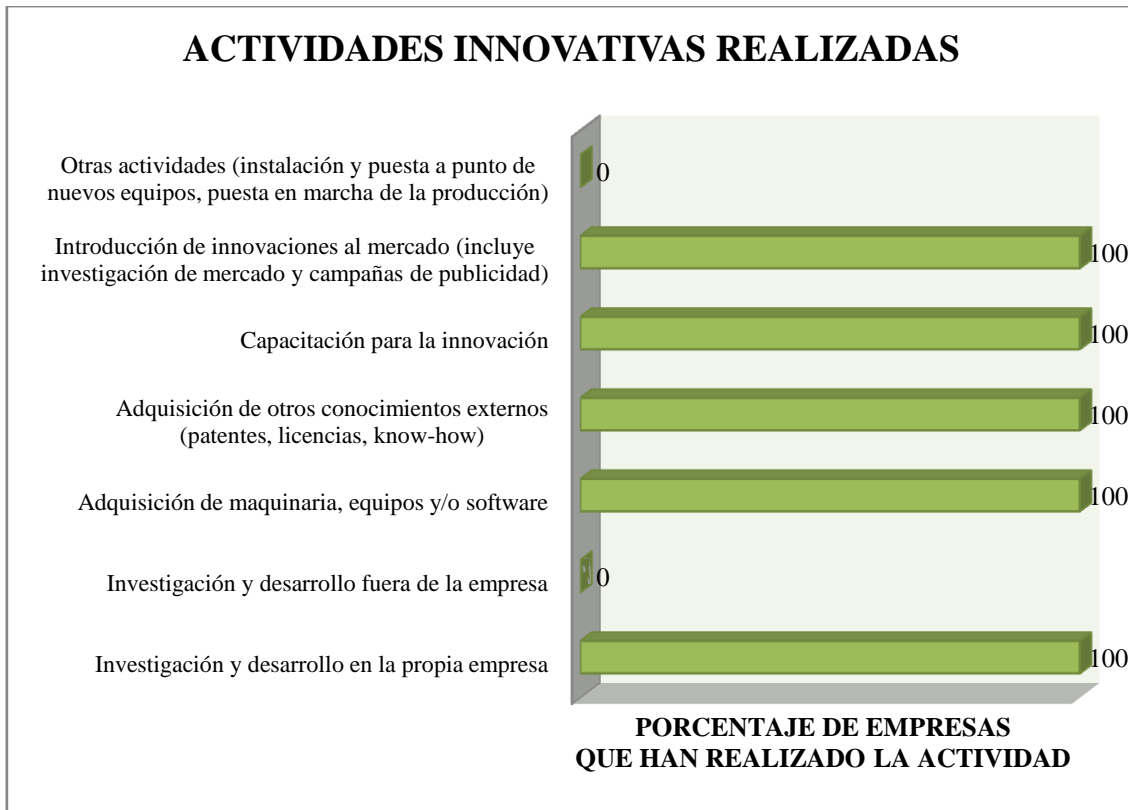 ACTIVIDADES INNOVATIVAS REALIZADAS
Otras actividades (instalación y puesta a punto de
nuevos equipos, puesta en marcha de la producción)
0
Introducción de innovaciones al mercado (incluye
investigación de mercado y campañas de publicidad)
100
Capacitación para la innovación
100
Adquisición de otros conocimientos externos
(patentes, licencias, know-how)
100
Adquisición de maquinaria, equipos y/o software
100
Investigación y desarrollo fuera de la empresa
0
Investigación y desarrollo en la propia empresa
100
PORCENTAJE DE EMPRESAS
QUE HAN REALIZADO LA ACTIVIDAD